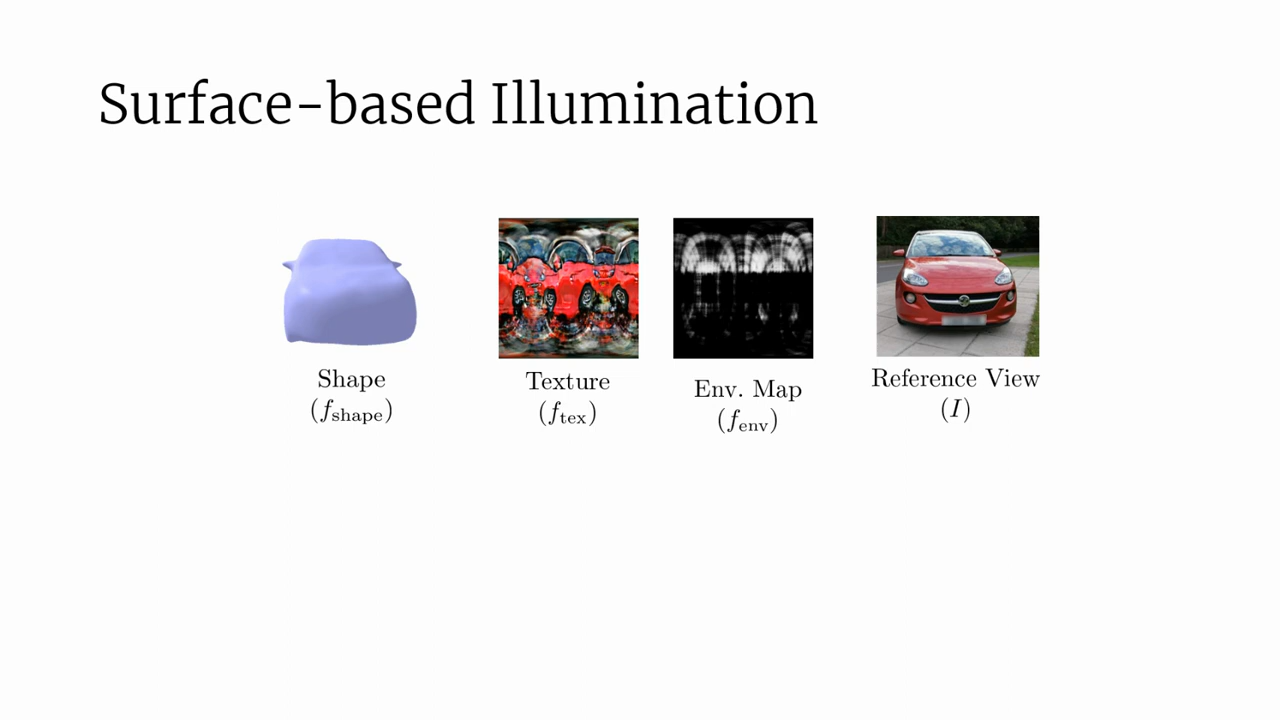 Surface-based Illumination
Shape
(f_shape)
Texture
(f_tex)
Env. Map
(f_env)
Reference View
(I)